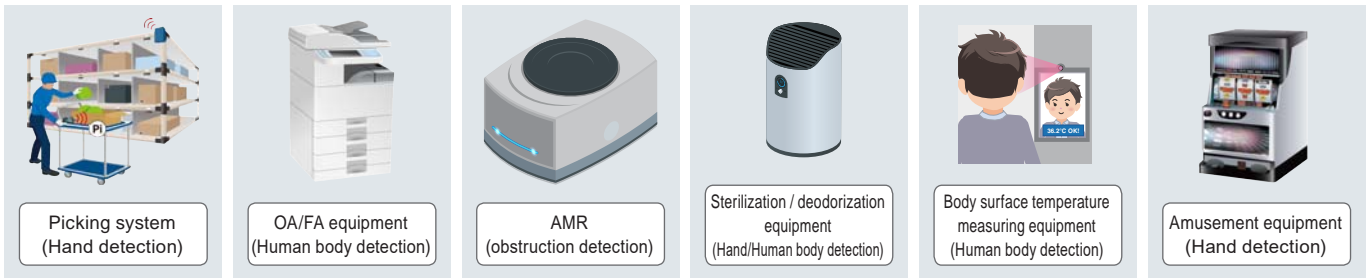 Pi
Picking system
(Hand detection)
OA/FA equipment
(Human body detection)
AMR
(obstruction detection)
Sterilization / deodorization
equipment
(Hand/Human body detection)
36.2°C OK!
Body surface temperature
measuring equipment
(Human body detection)
Amusement equipment
(Hand detection)